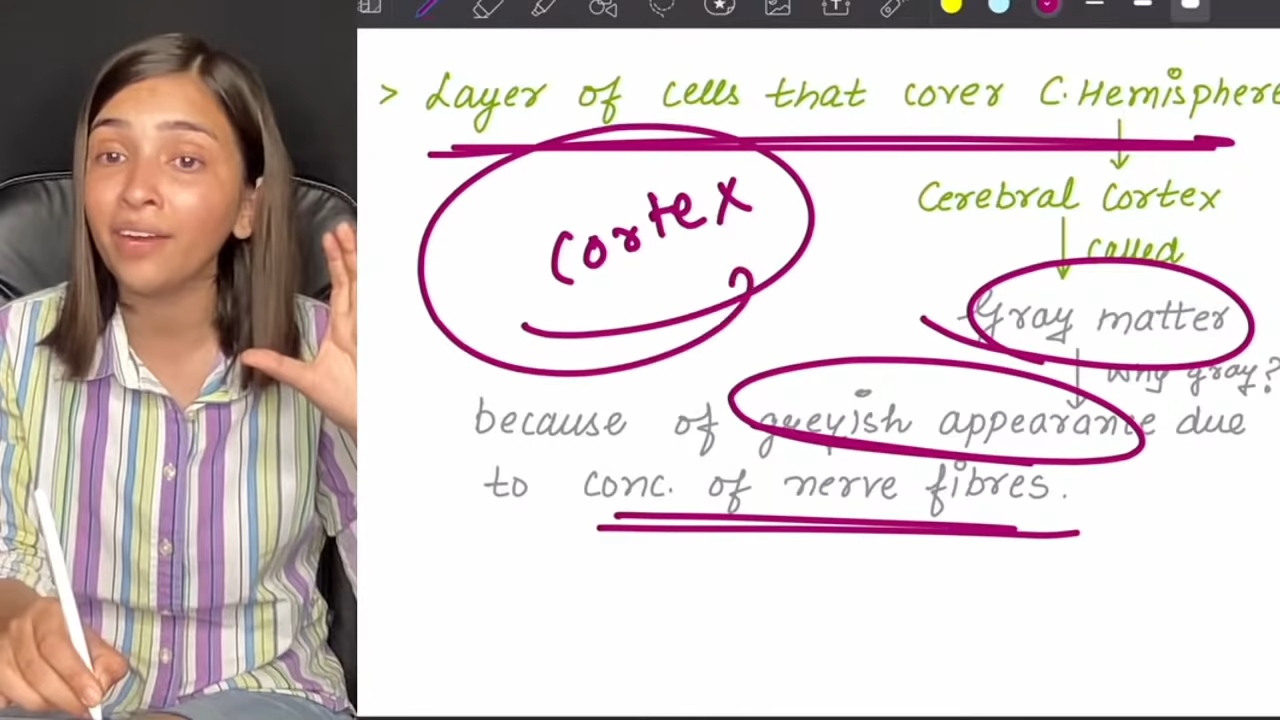 > Layer of cells that cover C.Hemisphere
Cortex
Cerebral Cortex
called
Gray matter
Why gray?
because of greyish appearance due
to conc. of nerve fibres.